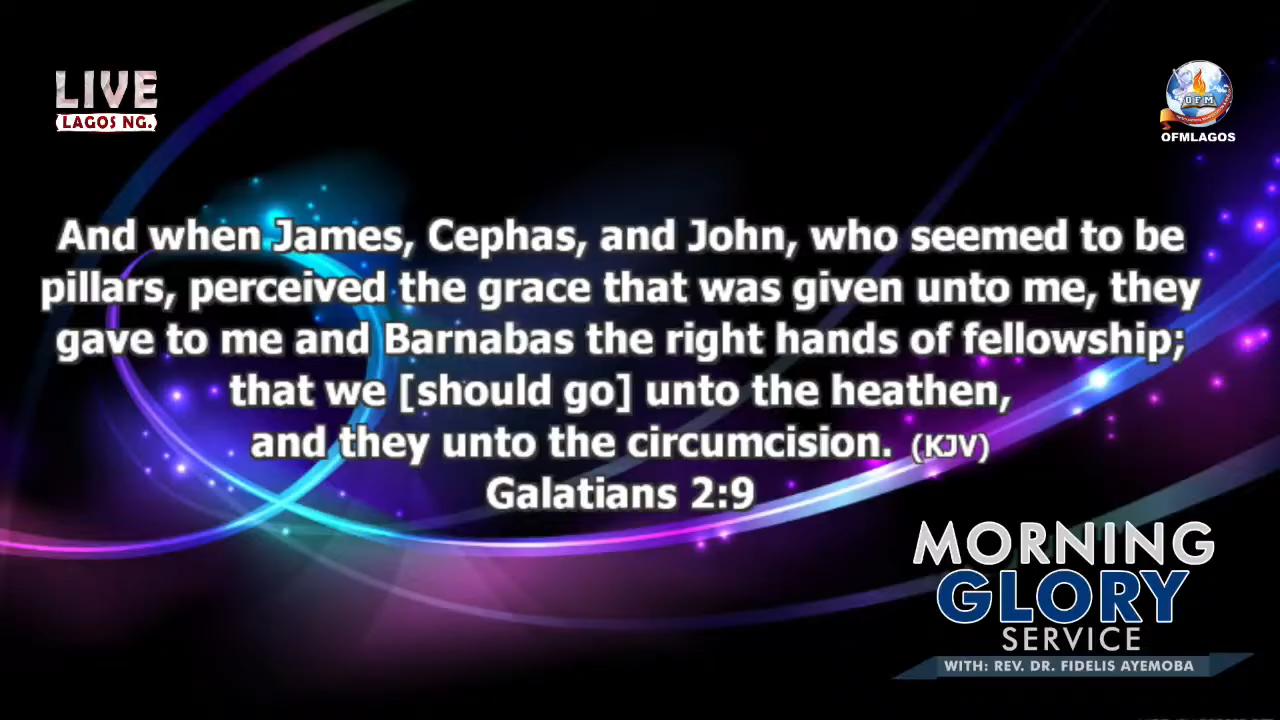 LIVE
LAGOS NG.
OFM
OFMLAGOS
And when James, Cephas, and John, who seemed to be
pillars, perceived the grace that was given unto me, they
gave to me and Barnabas the right hands of fellowship;
that we [should go] unto the heathen,
and they unto the circumcision. (KJV)
Galatians 2:9
MORNING
GLORY
SERVICE
WITH: REV. DR. FIDELIS AYEMOBA